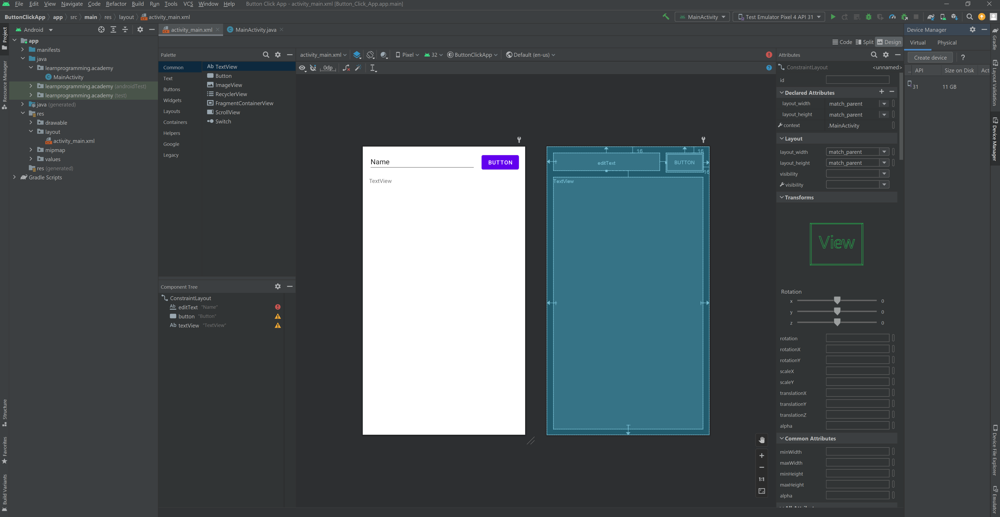 File Edit View Navigate Code Refactor Build Run Tools VCS Window Help Button Click App - activity_main.xml [Button_Click_App.app.main]
ButtonClickApp app src main res layout activity_main.xml MainActivity Test Emulator Pixel 4 API 31
Project
Resource Manager
Structure
Favorites
Build Variants
Android
app
manifests
java
learnprogramming.academy
MainActivity
learnprogramming.academy (androidTest)
learnprogramming.academy (test)
java (generated)
res
drawable
layout
activity_main.xml
mipmap
values
res (generated)
Gradle Scripts
activity_main.xml MainActivity.java
Code Split Design
Palette
Common
Text
Buttons
Widgets
Layouts
Containers
Helpers
Google
Legacy
Ab TextView
Button
ImageView
RecyclerView
FragmentContainerView
ScrollView
Switch
Component Tree
ConstraintLayout
Ab editText "Name"
button "Button"
Ab textView "TextView"
activity_main.xml Pixel 32 ButtonClickApp Default (en-us)
0dp
Name BUTTON
TextView
16 16
editText BUTTON
16
TextView
1:1
Attributes
ConstraintLayout <unnamed>
id
Declared Attributes
layout_width match_parent
layout_height match_parent
context .MainActivity
Layout
layout_width match_parent
layout_height match_parent
visibility
visibility
Transforms
View
Rotation
x 0
y 0
z 0
rotation
rotationX
rotationY
scaleX
scaleY
translationX
translationY
translationZ
alpha
Common Attributes
minWidth
maxWidth
minHeight
maxHeight
alpha
Device Manager
Virtual Physical
Create device ?
.. API Size on Disk Act
31 11 GB
Gradle
Layout Validation
Device Manager
Device File Explorer
Emulator